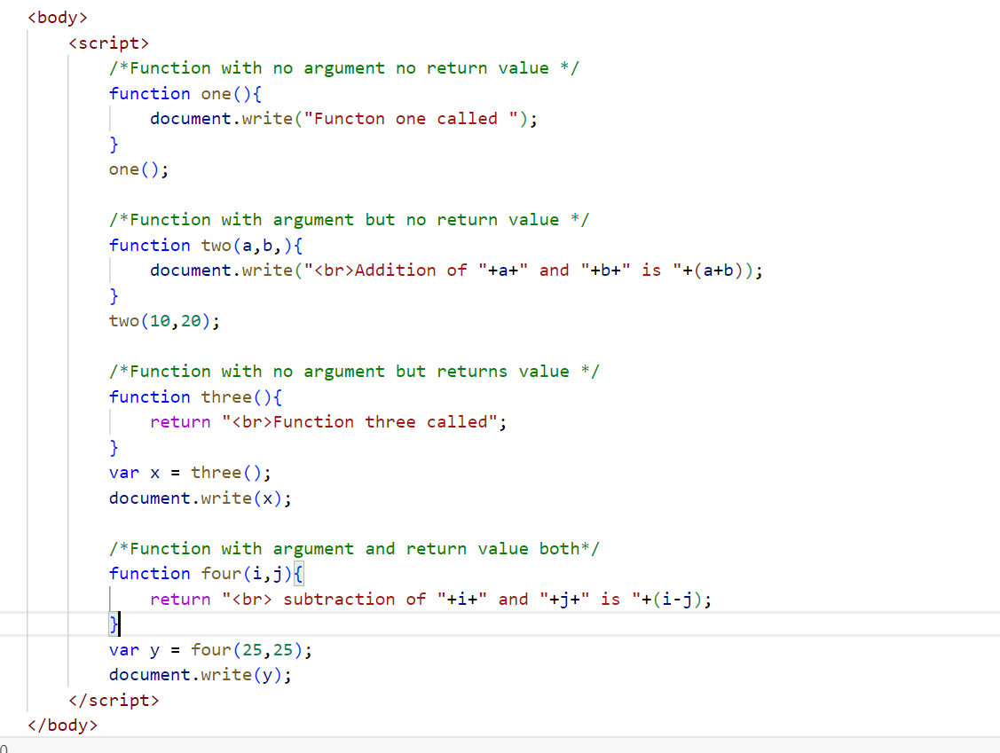 <body>
<script>
/*Function with no argument no return value */
function one(){
document.write("Functon one called ");
}
one();
/*Function with argument but no return value */
function two(a,b,){
document.write("<br>Addition of "+a+" and "+b+" is "+(a+b));
}
two(10,20);
/*Function with no argument but returns value */
function three(){
return "<br>Function three called";
}
var x = three();
document.write(x);
/*Function with argument and return value both*/
function four(i,j){
return "<br> subtraction of "+i+" and "+j+" is "+(i-j);
}
var y = four(25,25);
document.write(y);
</script>
</body>